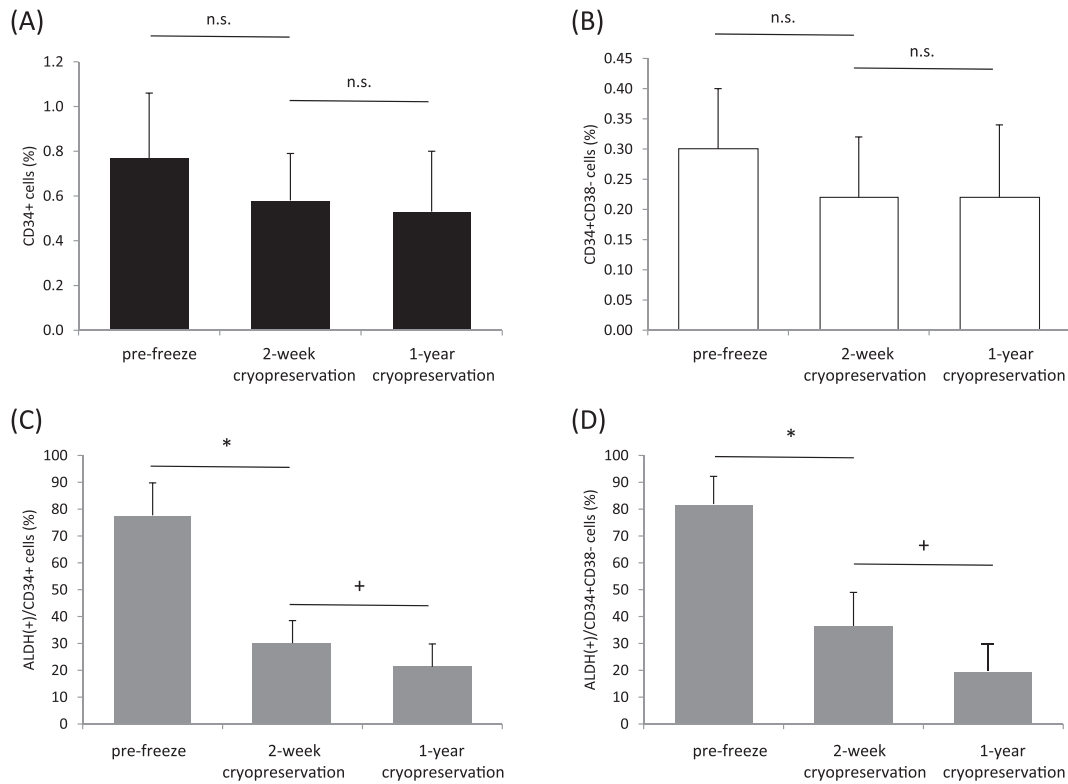 (A)
n.s.
n.s.
CD34+ cells (%)
1.2
1.0
0.8
0.6
0.4
0.2
0.0
pre-freeze
2-week
cryopreservation
1-year
cryopreservation
(B)
n.s.
n.s.
CD34+CD38- cells (%)
0.45
0.40
0.35
0.30
0.25
0.20
0.15
0.10
0.05
0.00
pre-freeze
2-week
cryopreservation
1-year
cryopreservation
(C)
*
+
ALDH(+)/CD34+ cells (%)
100
90
80
70
60
50
40
30
20
10
0
pre-freeze
2-week
cryopreservation
1-year
cryopreservation
(D)
*
+
ALDH(+)/CD34+CD38- cells (%)
100
90
80
70
60
50
40
30
20
10
0
pre-freeze
2-week
cryopreservation
1-year
cryopreservation